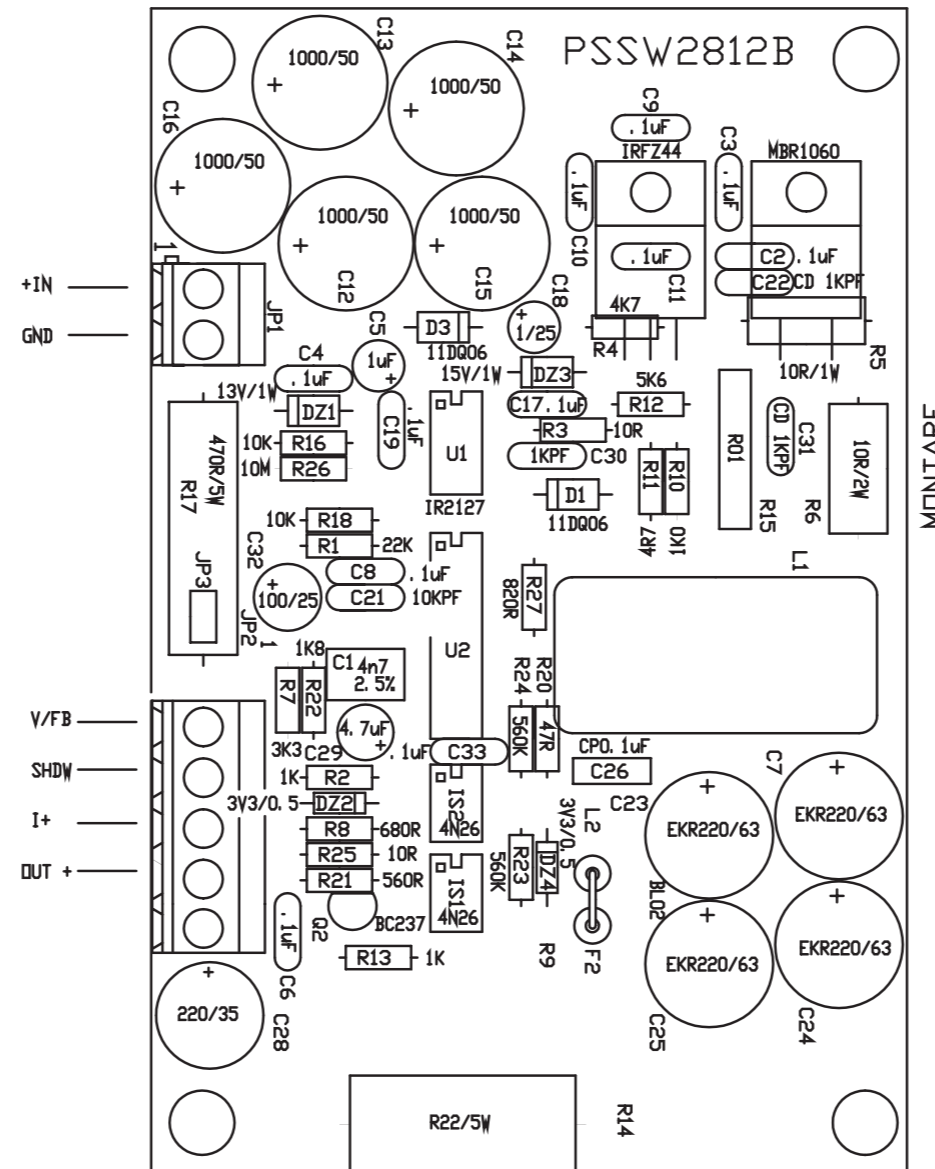 PSSW2812B
C13
1000/50
C14
1000/50
C16
1000/50
C12
1000/50
C15
1000/50
C9
.1uF
IRFZ44
C3
.1uF
MBR1060
.1uF
C10
.1uF
C11
C2 .1uF
C22 CD 1KPF
1
+IN
GND
JP1
C5
1uF
D3
11DQ06
C18
1/25
4K7
R4
10R/1W
R5
C4
.1uF
13V/1W
DZ1
15V/1W
DZ3
5K6
R12
C17 .1uF
C19
.1uF
R3
10R
10K R16
10M R26
U1
IR2127
1KPF C30
D1
11DQ06
R11
4R7
R10
1K0
R01
R15
CD 1KPF
C31
10R/2W
R6
470R/5W
R17
JP3
10K R18
R1 22K
C32
100/25
C8 .1uF
C21 10KPF
JP2
1
U2
R27
820R
L1
1K8
C1 4n7
2.5%
R7
3K3
R22
4.7uF
C29
.1uF C33
R24
560K
R20
47R
CP0.1uF
C26
V/FB
SHDW
I+
OUT +
1K R2
3V3/0.5 DZ2
R8 680R
R25 10R
R21 560R
IS2
4N26
IS1
4N26
R23
560K
3V3/0.5
DZ4
L2
C23
EKR220/63
C7
EKR220/63
BL02
EKR220/63
C25
EKR220/63
C24
.1uF
C6
Q2
BC237
R13 1K
R9
F2
220/35
C28
R22/5W
R14